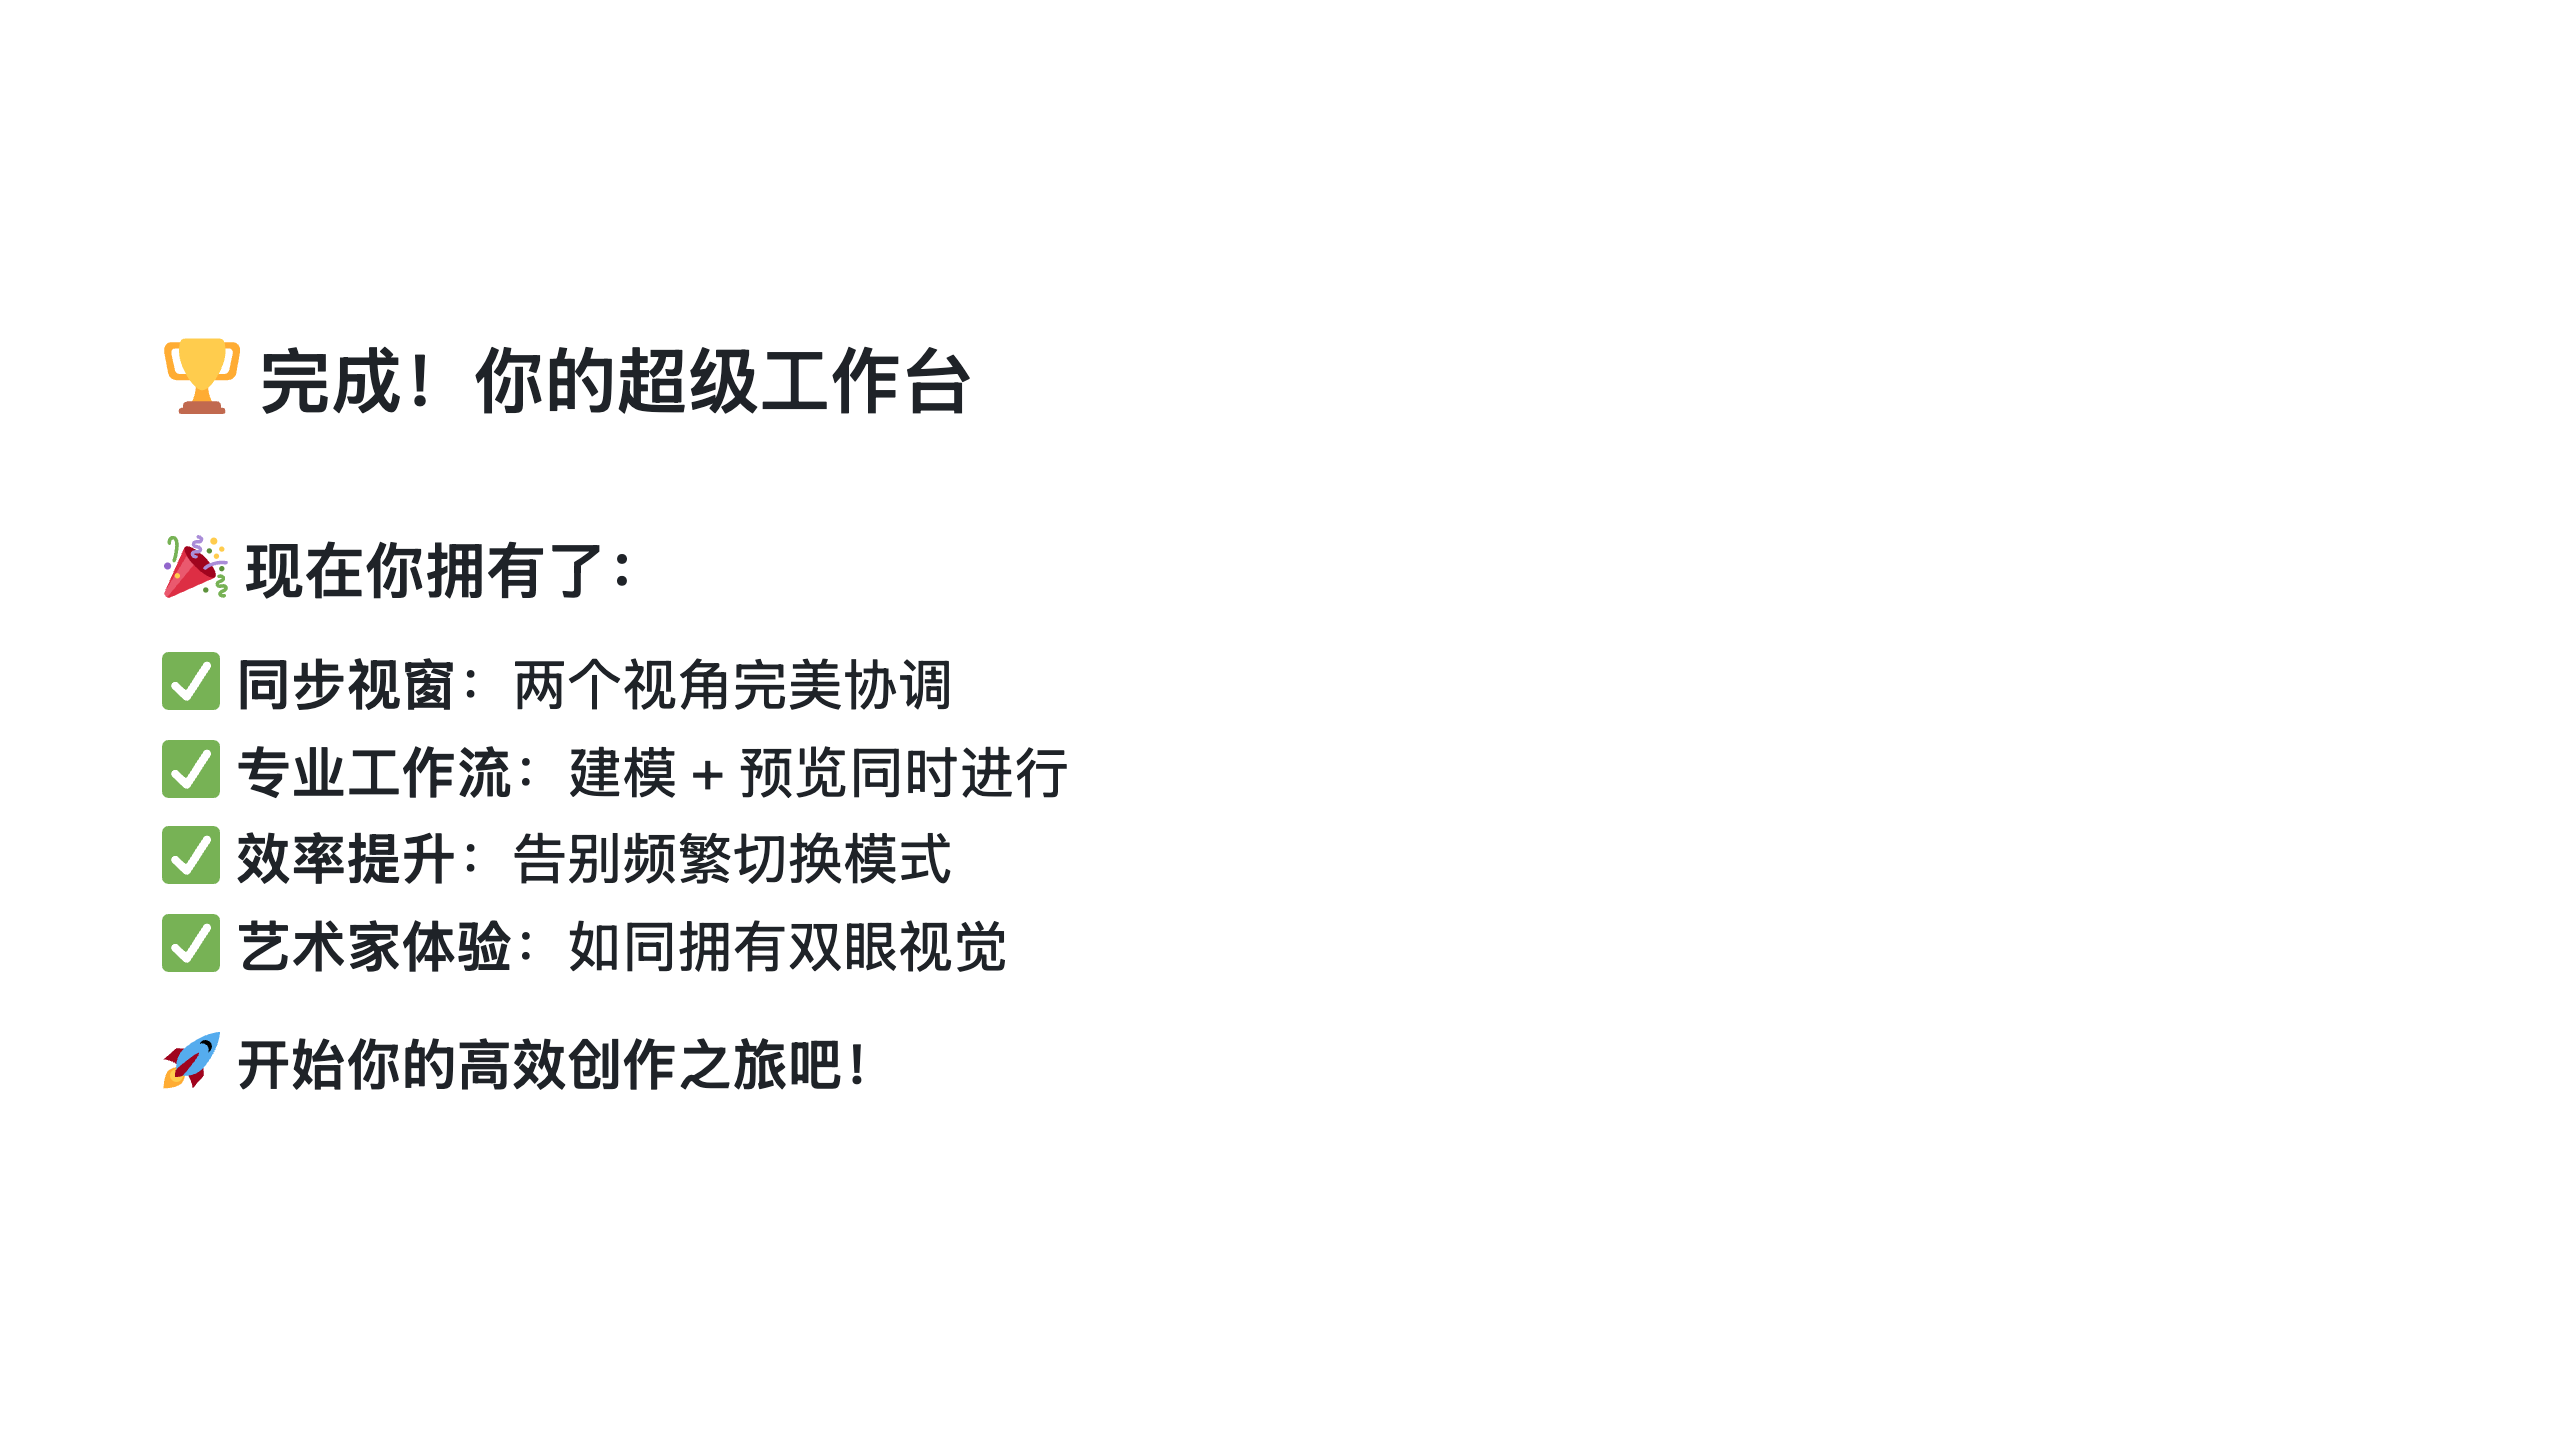 🏆 完成！你的超级工作台
🎉 现在你拥有了：
✅ 同步视窗：两个视角完美协调
✅ 专业工作流：建模 + 预览同时进行
✅ 效率提升：告别频繁切换模式
✅ 艺术家体验：如同拥有双眼视觉
🚀 开始你的高效创作之旅吧！